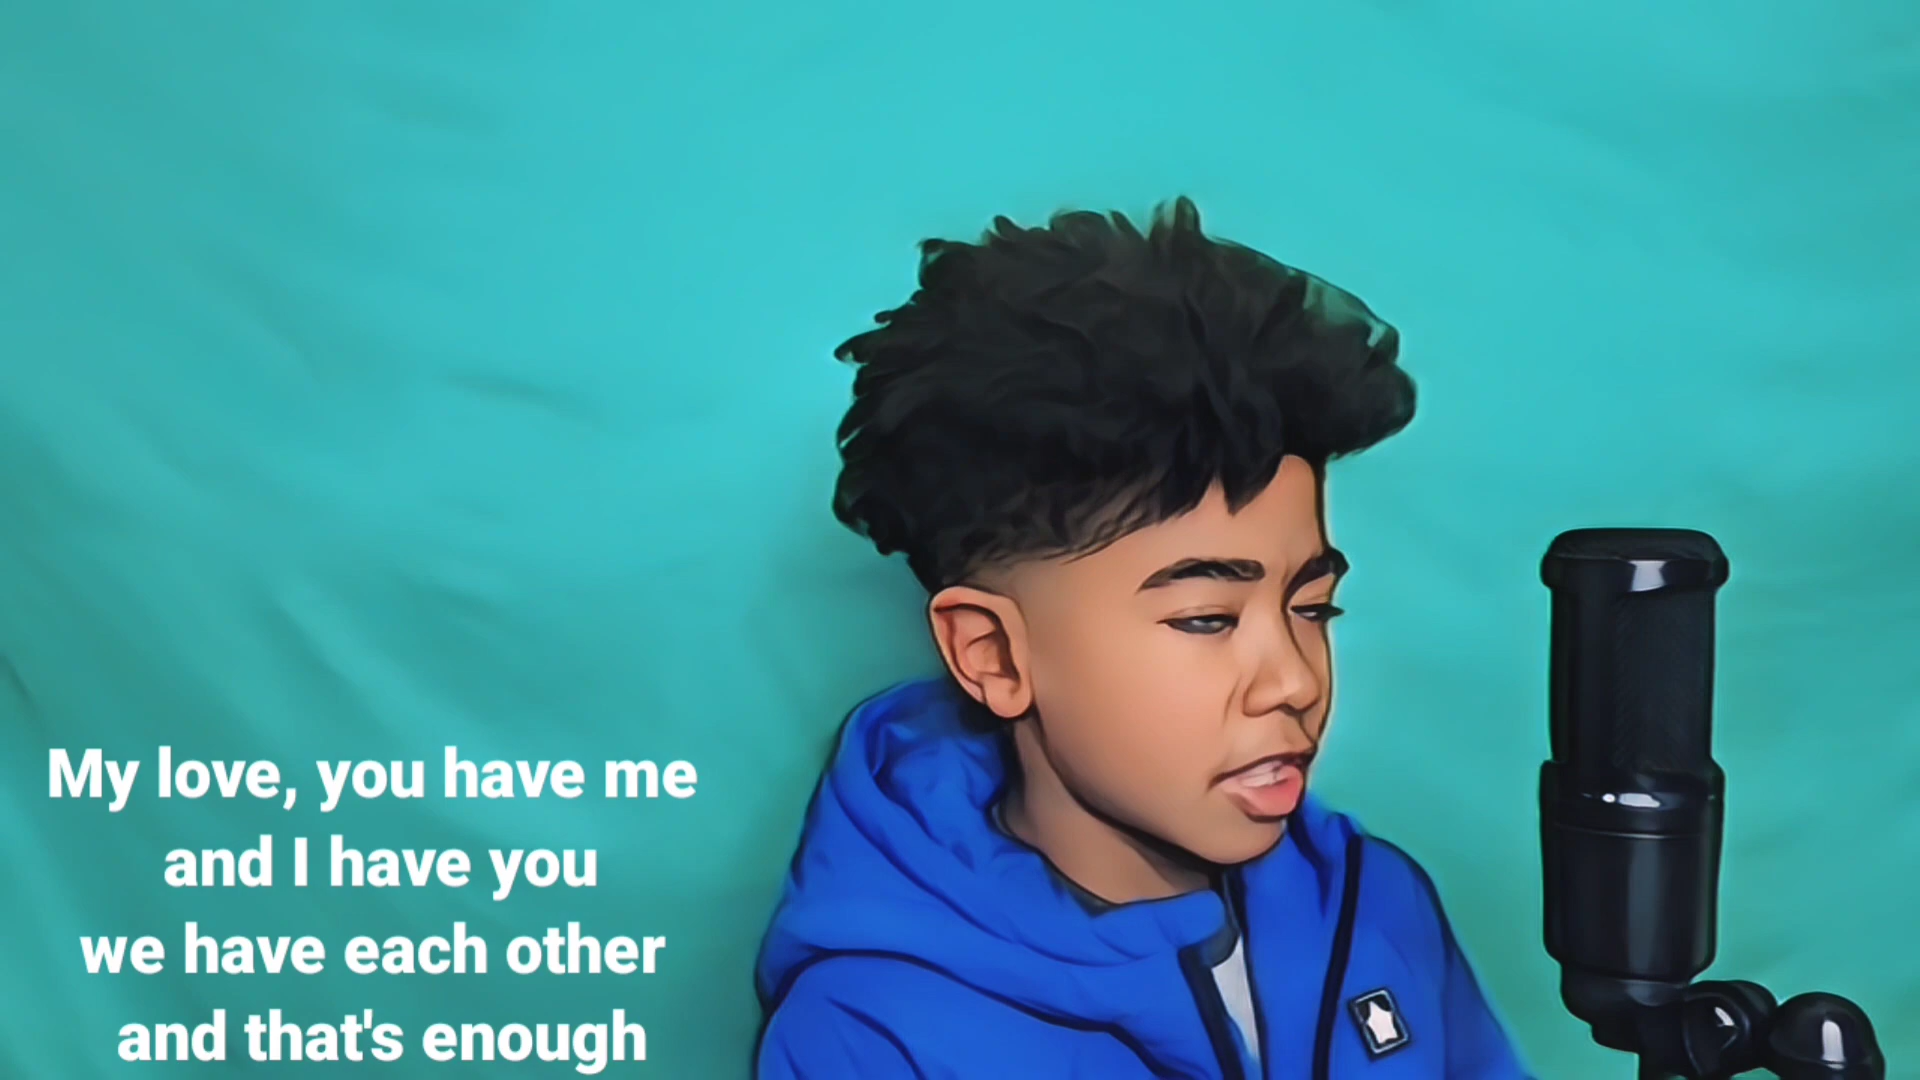 My love, you have me
and I have you
we have each other
and that's enough